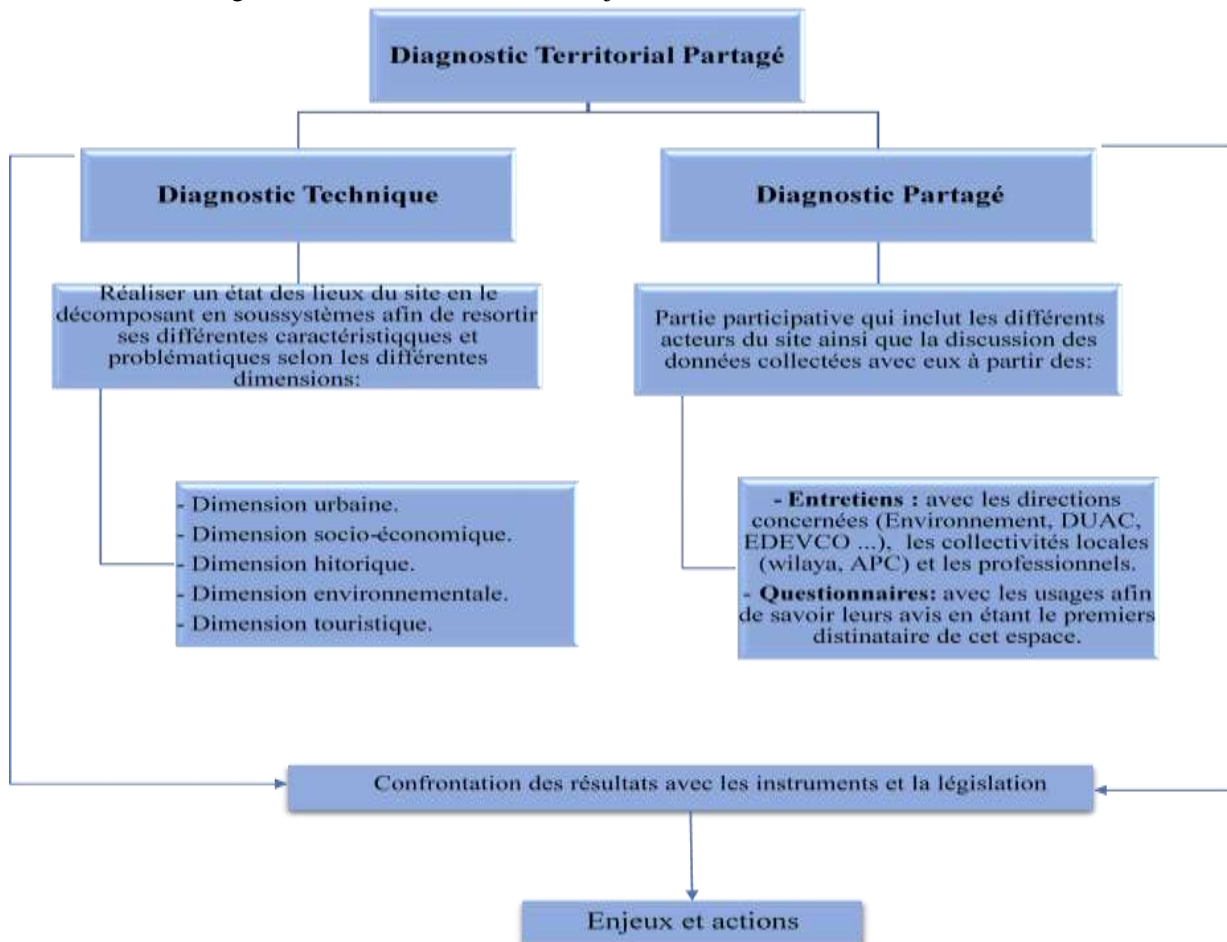 Diagnostic Territorial Partagé
Diagnostic Technique
Réaliser un état des lieux du site en le
décomposant en soussystèmes afin de resortir
ses différentes caractéristiqques et
problématiques selon les différentes
dimensions:
- Dimension urbaine.
- Dimension socio-économique.
- Dimension hitorique.
- Dimension environnementale.
- Dimension touristique.
Diagnostic Partagé
Partie participative qui inclut les différents
acteurs du site ainsi que la discussion des
données collectées avec eux à partir des:
- Entretiens : avec les directions
concernées (Environnement, DUAC,
EDEVCO ...), les collectivités locales
(wilaya, APC) et les professionnels.
- Questionnaires: avec les usages afin
de savoir leurs avis en étant le premiers
distinataire de cet espace.
Confrontation des résultats avec les instruments et la législation
Enjeux et actions